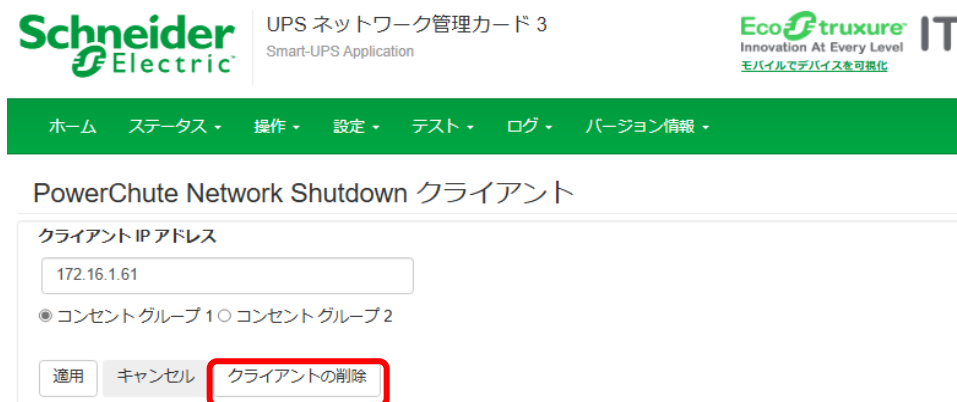 Schneider Electric
UPS ネットワーク管理カード 3
Smart-UPS Application
EcoStruxure IT
Innovation At Every Level
モバイルでデバイスを可視化
ホーム ステータス 操作 設定 テスト ログ バージョン情報
PowerChute Network Shutdown クライアント
クライアント IP アドレス
172.16.1.61
コンセント グループ 1 コンセント グループ 2
適用 キャンセル クライアントの削除